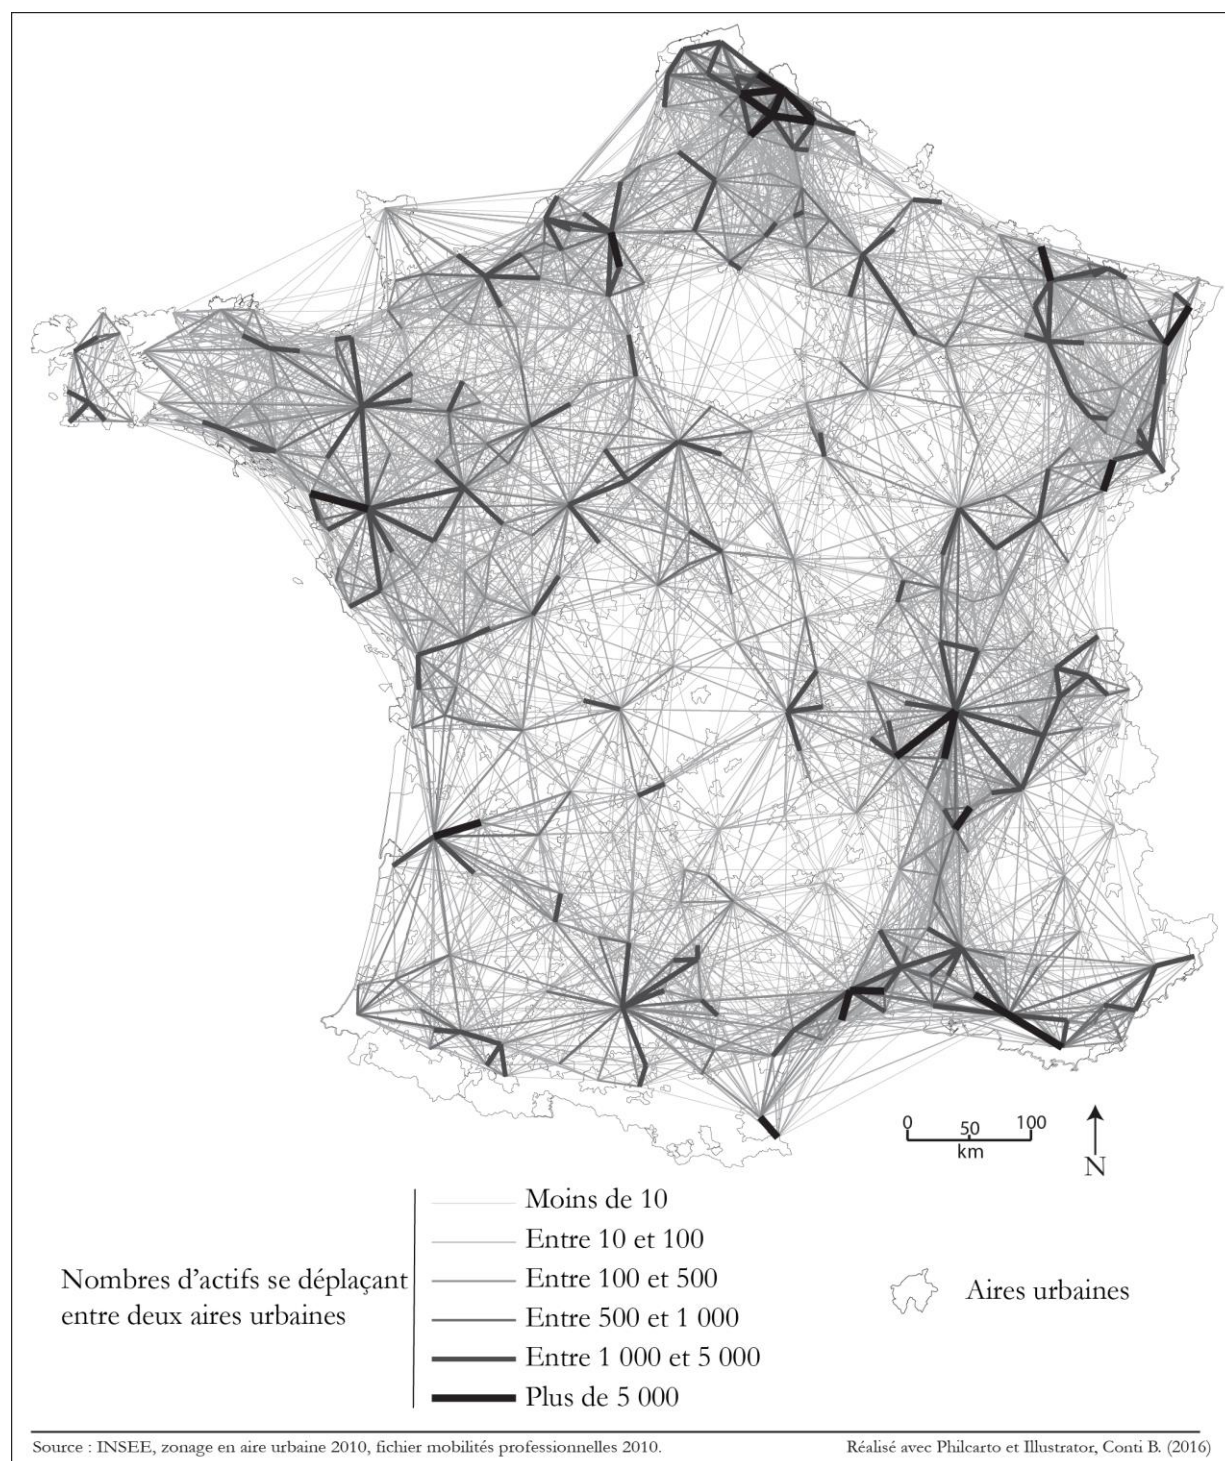 0 50 100
km
N
Nombres d'actifs se déplaçant
entre deux aires urbaines
Moins de 10
Entre 10 et 100
Entre 100 et 500
Entre 500 et 1 000
Entre 1 000 et 5 000
Plus de 5 000
Aires urbaines
Source : INSEE, zonage en aire urbaine 2010, fichier mobilités professionnelles 2010.
Réalisé avec Philcarto et Illustrator, Conti B. (2016)